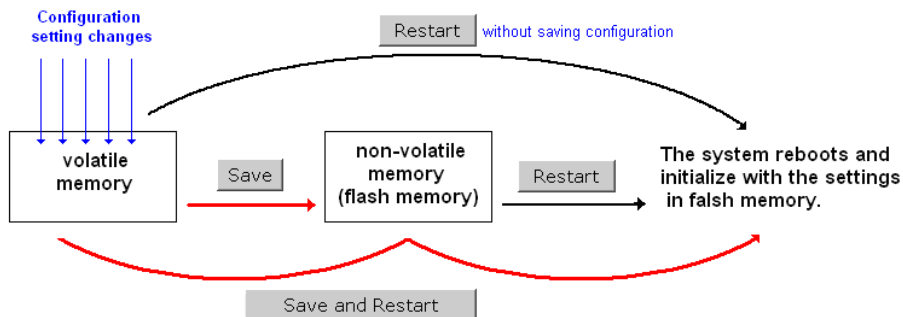 Configuration
setting changes
Restart
without saving configuration
volatile
memory
Save
non-volatile
memory
(flash memory)
Restart
The system reboots and
initialize with the settings
in falsh memory.
Save and Restart